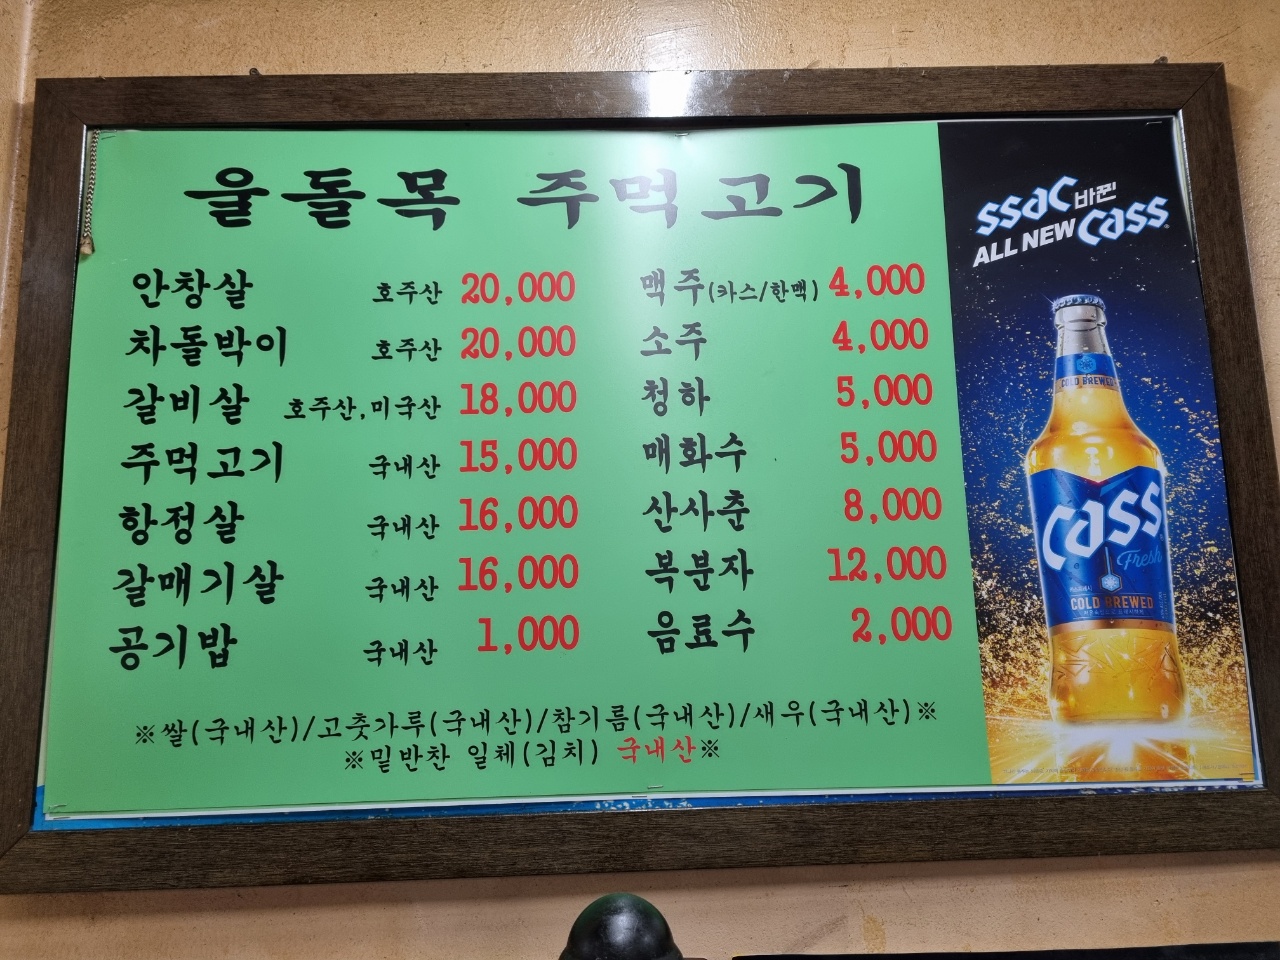 울돌목 주먹고기
안창살 호주산 20,000
차돌박이 호주산 20,000
갈비살 호주산,미국산 18,000
주먹고기 국내산 15,000
항정살 국내산 16,000
갈매기살 국내산 16,000
공기밥 국내산 1,000
맥주(카스/한맥) 4,000
소주 4,000
청하 5,000
매화수 5,000
산사춘 8,000
복분자 12,000
음료수 2,000
※쌀(국내산)/고춧가루(국내산)/참기름(국내산)/새우(국내산)※
※밑반찬 일체(김치) 국내산※
ssac 바뀐
ALL NEW Cass
COLD BREWED
Cass
Fresh
COLD BREWED